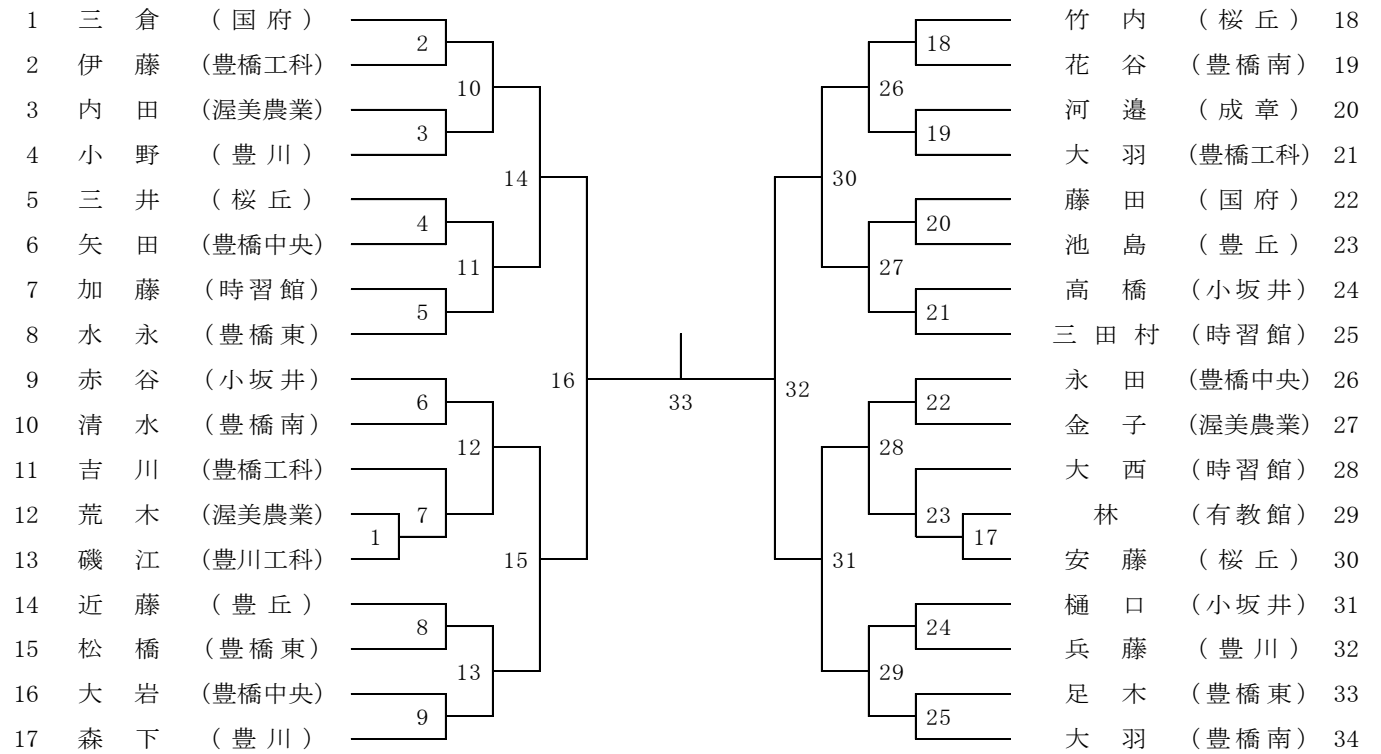 1 三 倉 ( 国 府 )
2 伊 藤 (豊橋工科)
3 内 田 (渥美農業)
4 小 野 ( 豊 川 )
5 三 井 ( 桜 丘 )
6 矢 田 (豊橋中央)
7 加 藤 (時習館)
8 水 永 (豊橋東)
9 赤 谷 (小坂井)
10 清 水 (豊橋南)
11 吉 川 (豊橋工科)
12 荒 木 (渥美農業)
13 磯 江 (豊川工科)
14 近 藤 ( 豊 丘 )
15 松 橋 (豊橋東)
16 大 岩 (豊橋中央)
17 森 下 ( 豊 川 )
1
2
3
4
5
6
7
8
9
10
11
12
13
14
15
16
33
32
30
31
26
27
28
29
18
19
20
21
22
23
17
24
25
竹 内 ( 桜 丘 ) 18
花 谷 (豊橋南) 19
河 邉 ( 成 章 ) 20
大 羽 (豊橋工科) 21
藤 田 ( 国 府 ) 22
池 島 ( 豊 丘 ) 23
高 橋 (小坂井) 24
三 田 村 (時習館) 25
永 田 (豊橋中央) 26
金 子 (渥美農業) 27
大 西 (時習館) 28
林 (有教館) 29
安 藤 ( 桜 丘 ) 30
樋 口 (小坂井) 31
兵 藤 ( 豊 川 ) 32
足 木 (豊橋東) 33
大 羽 (豊橋南) 34